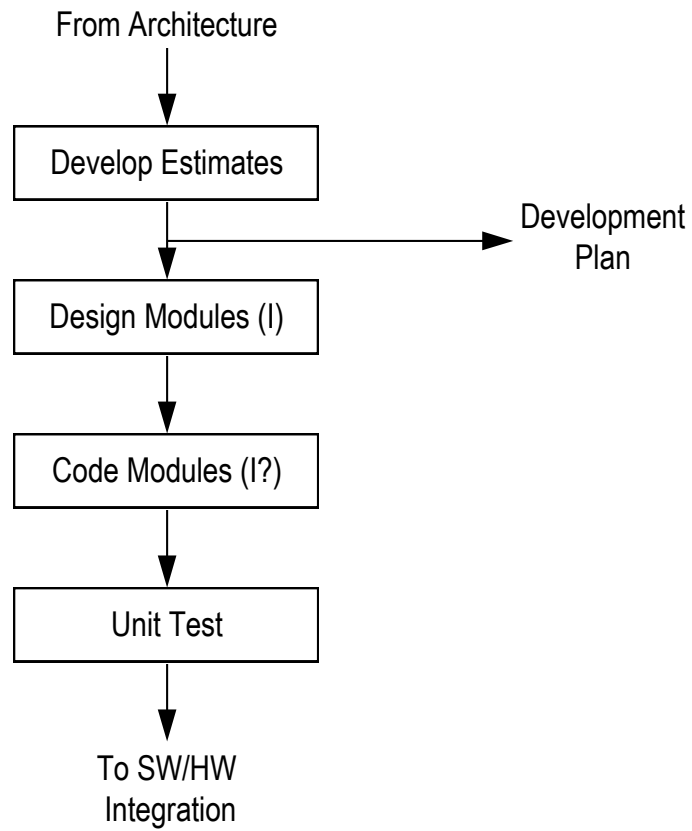 From Architecture
Develop Estimates
Development
Plan
Design Modules (I)
Code Modules (I?)
Unit Test
To SW/HW
Integration